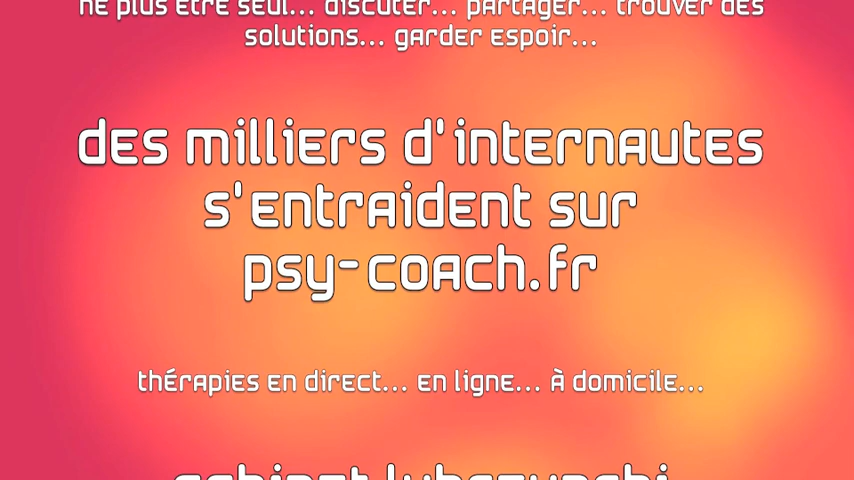 ne plus être seul... discuter... partager... trouver des
solutions... garder espoir...
des milliers d'internautes
s'entraident sur
psy-coach.fr
thérapies en direct... en ligne... à domicile...
cabinet